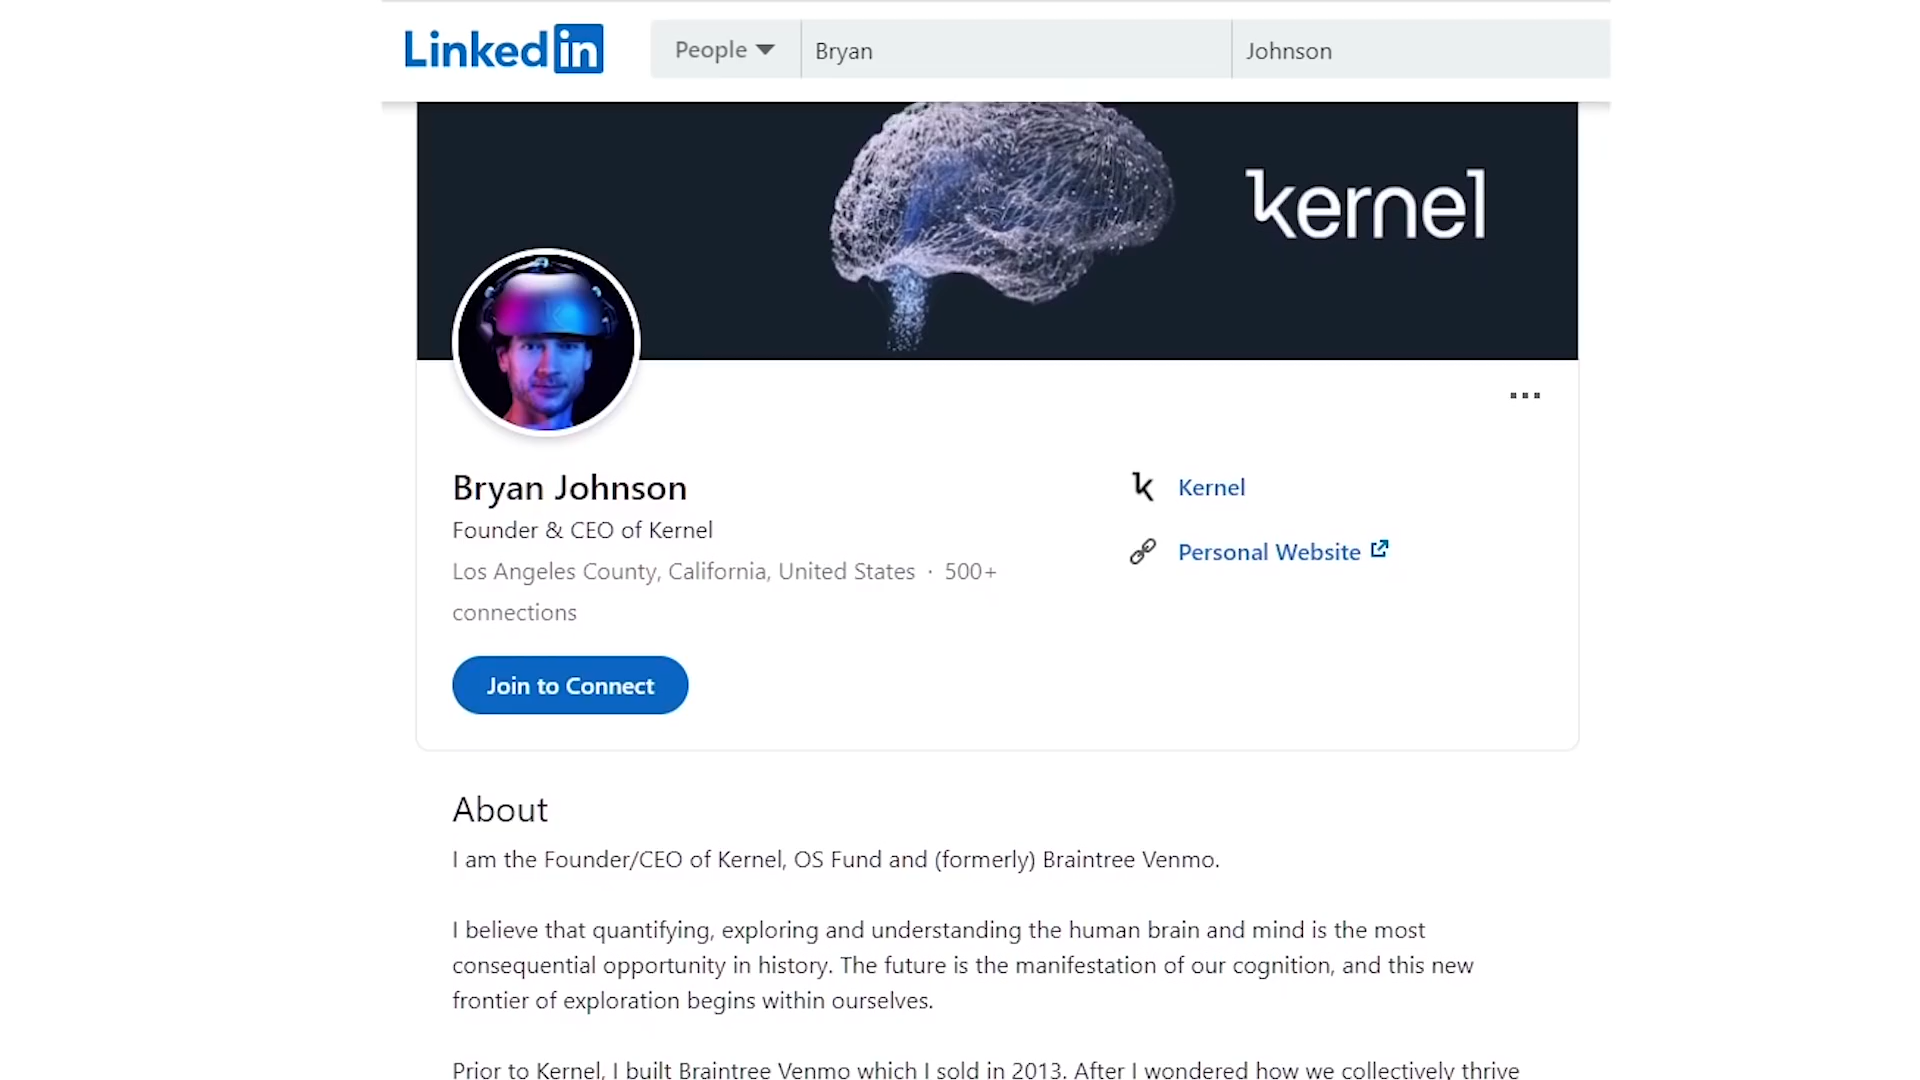 LinkedIn People Bryan Johnson
kernel
Bryan Johnson
Founder & CEO of Kernel
Los Angeles County, California, United States · 500+
connections
Join to Connect
Kernel
Personal Website
About
I am the Founder/CEO of Kernel, OS Fund and (formerly) Braintree Venmo.
I believe that quantifying, exploring and understanding the human brain and mind is the most
consequential opportunity in history. The future is the manifestation of our cognition, and this new
frontier of exploration begins within ourselves.
Prior to Kernel, I built Braintree Venmo which I sold in 2013. After I wondered how we collectively thrive